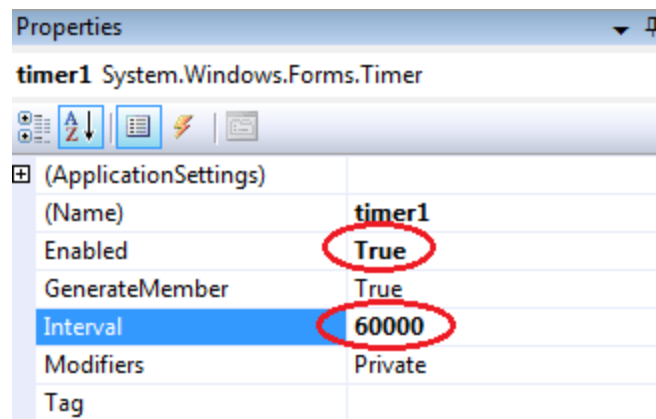 Properties
timer1 System.Windows.Forms.Timer
(ApplicationSettings)
(Name) timer1
Enabled True
GenerateMember True
Interval 60000
Modifiers Private
Tag